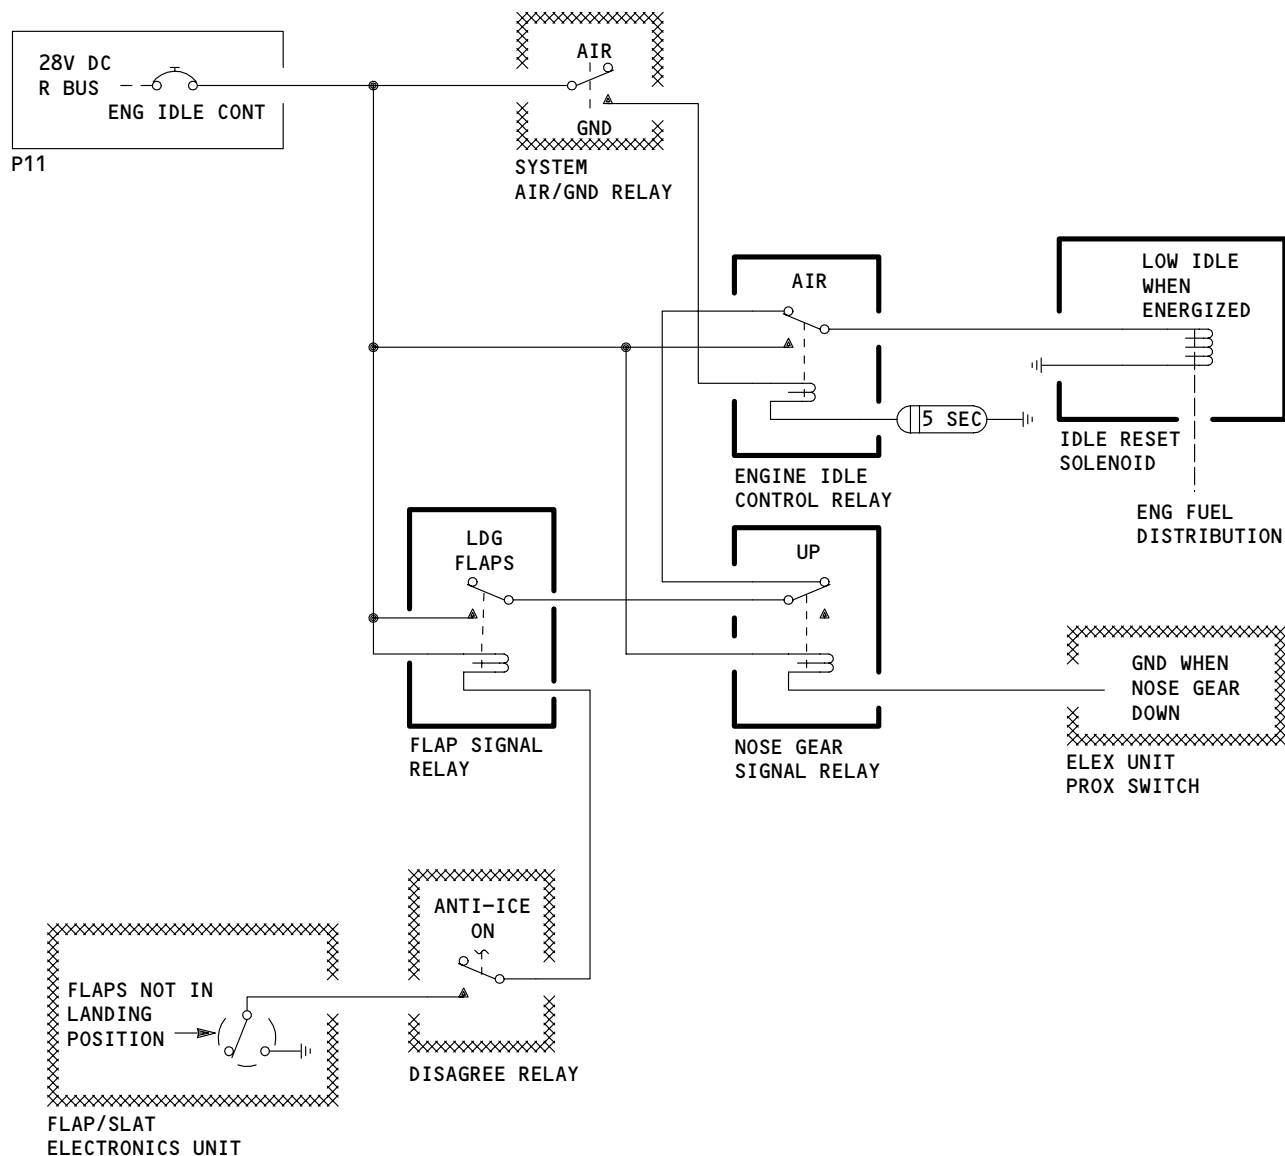 28V DC
R BUS
ENG IDLE CONT
P11
AIR
GND
SYSTEM
AIR/GND RELAY
AIR
5 SEC
ENGINE IDLE
CONTROL RELAY
LOW IDLE
WHEN
ENERGIZED
IDLE RESET
SOLENOID
ENG FUEL
DISTRIBUTION
LDG
FLAPS
FLAP SIGNAL
RELAY
UP
NOSE GEAR
SIGNAL RELAY
GND WHEN
NOSE GEAR
DOWN
ELEX UNIT
PROX SWITCH
ANTI-ICE
ON
DISAGREE RELAY
FLAPS NOT IN
LANDING
POSITION
FLAP/SLAT
ELECTRONICS UNIT